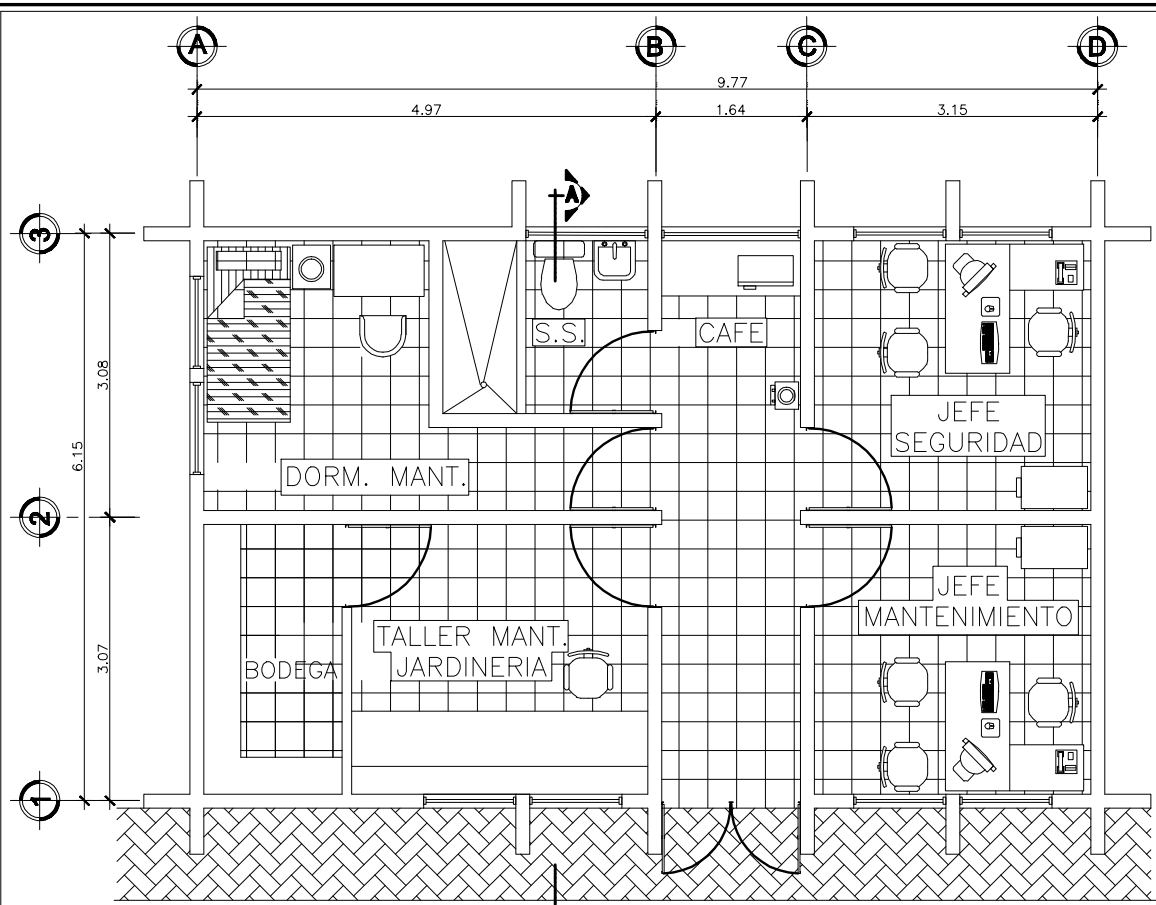 A
B
C
D
9.77
4.97
1.64
3.15
3
A
3.08
S.S.
CAFE
JEFE
SEGURIDAD
6.15
DORM. MANT.
2
3.07
JEFE
MANTENIMIENTO
TALLER MANT.
JARDINERIA
BODEGA
1